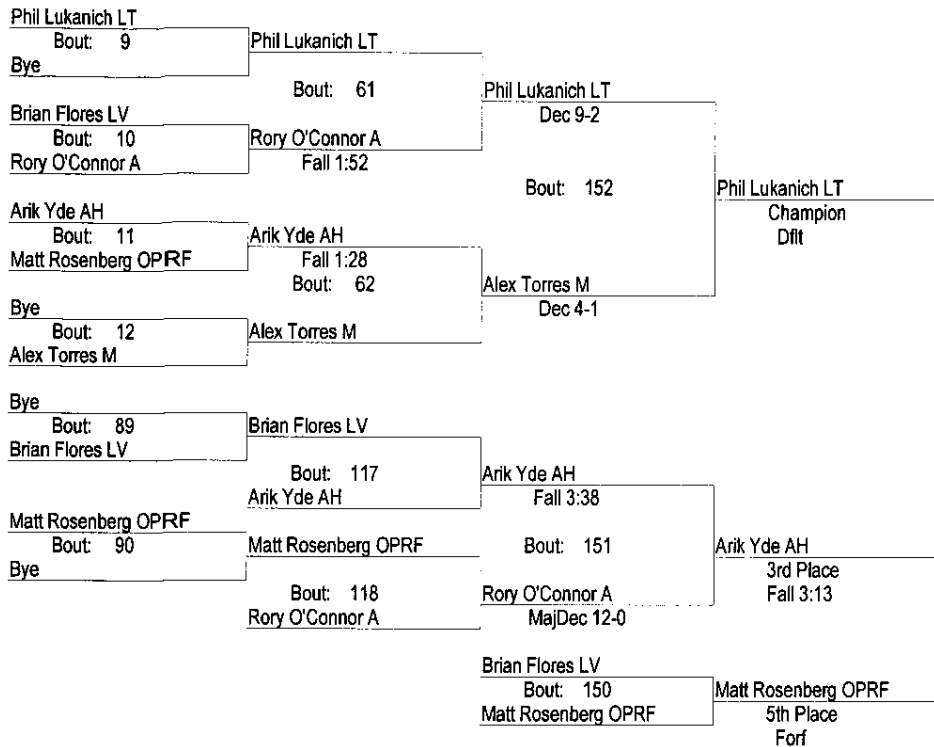 Phil Lukanich LT
Bout: 9
Bye
Phil Lukanich LT
Bout: 61
Brian Flores LV
Bout: 10
Rory O'Connor A
Rory O'Connor A
Fall 1:52
Phil Lukanich LT
Dec 9-2
Bout: 152
Phil Lukanich LT
Champion
Dflt
Arik Yde AH
Bout: 11
Matt Rosenberg OPRF
Arik Yde AH
Fall 1:28
Bout: 62
Bye
Bout: 12
Alex Torres M
Alex Torres M
Alex Torres M
Dec 4-1
Bye
Bout: 89
Brian Flores LV
Brian Flores LV
Bout: 117
Arik Yde AH
Arik Yde AH
Fall 3:38
Matt Rosenberg OPRF
Bout: 90
Bye
Matt Rosenberg OPRF
Bout: 118
Rory O'Connor A
Bout: 151
Rory O'Connor A
MajDec 12-0
Arik Yde AH
3rd Place
Fall 3:13
Brian Flores LV
Bout: 150
Matt Rosenberg OPRF
Matt Rosenberg OPRF
5th Place
Forf